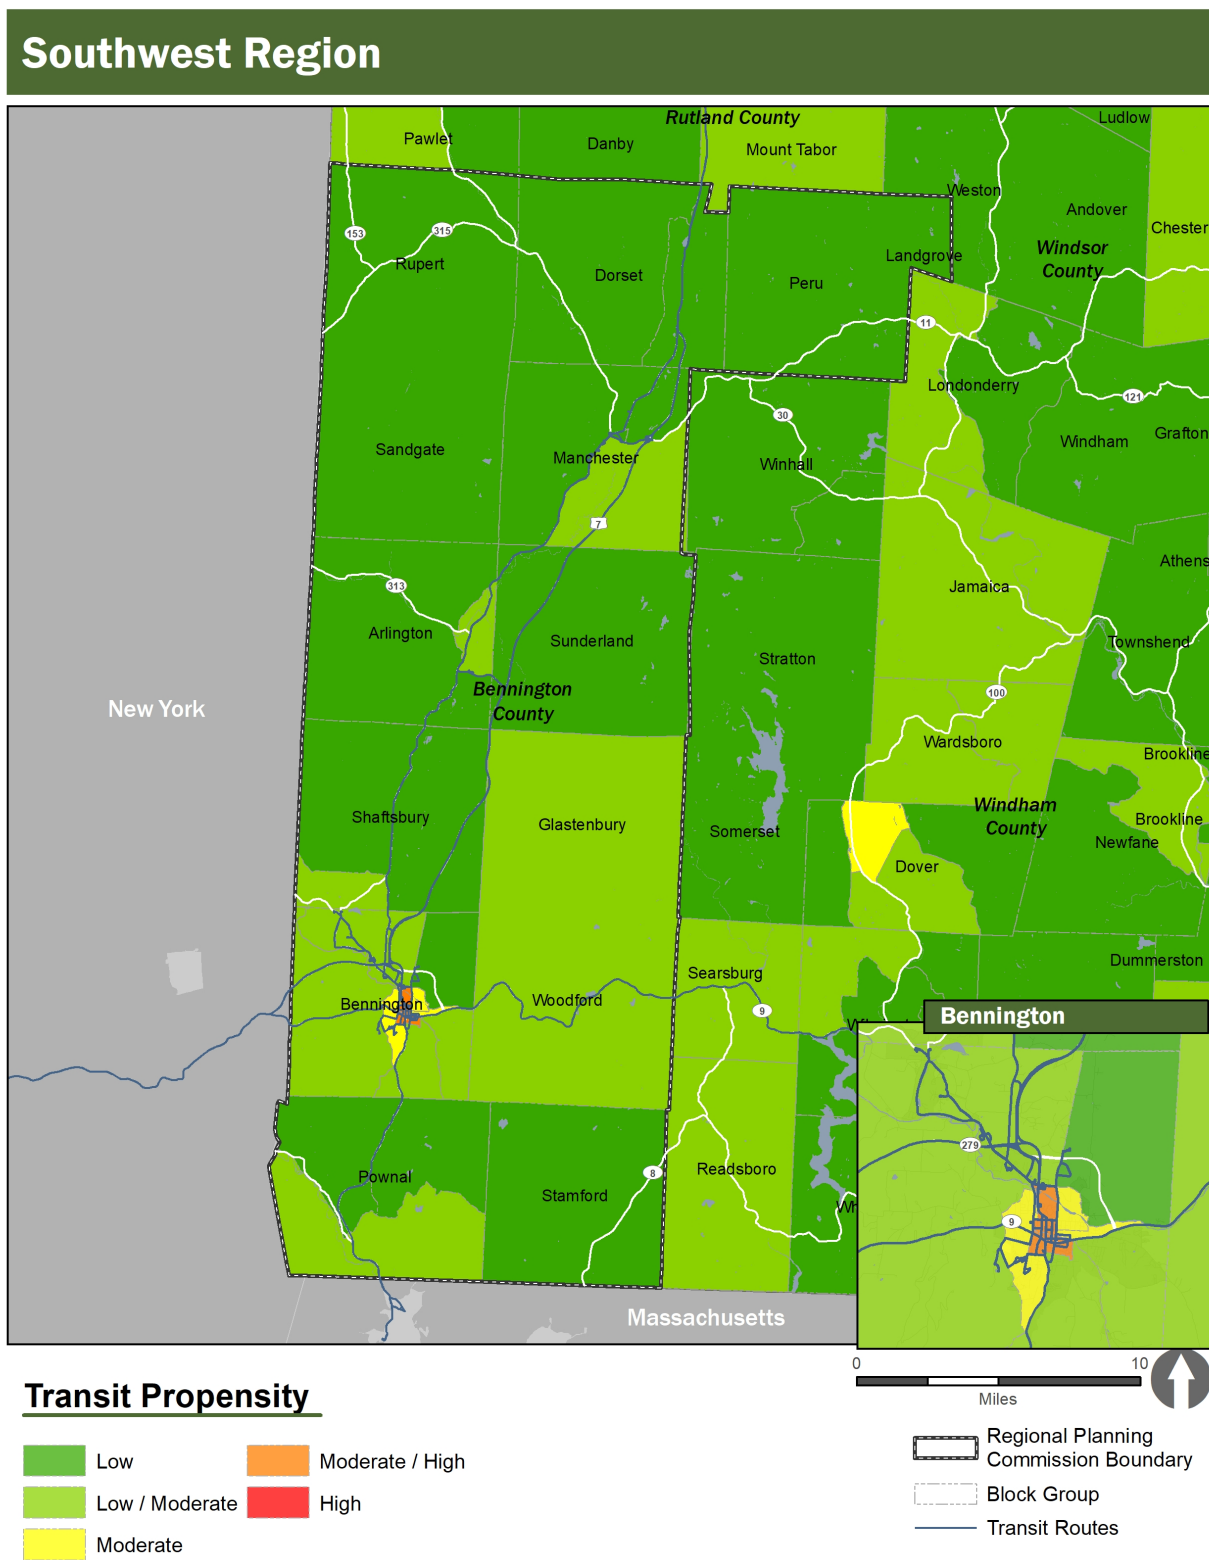 Southwest Region
Rutland County
Ludlow
Pawlet
Danby
Mount Tabor
Weston
Andover
Chester
153
315
Windsor
County
Rupert
Dorset
Landgrove
Peru
11
Londonderry
121
30
Grafton
Windham
Sandgate
Manchester
Winhall
7
Athens
313
Jamaica
Arlington
Sunderland
Townshend
Stratton
Bennington
County
100
New York
Wardsboro
Brookline
Windham
County
Shaftsbury
Glastenbury
Somerset
Brookline
Newfane
Dover
Dummerston
Searsburg
Bennington
Woodford
9
Bennington
279
9
Pownal
Stamford
8
Readsboro
Wh
Massachusetts
0
10
Miles
Transit Propensity
Low
Low / Moderate
Moderate
Moderate / High
High
Regional Planning
Commission Boundary
Block Group
Transit Routes